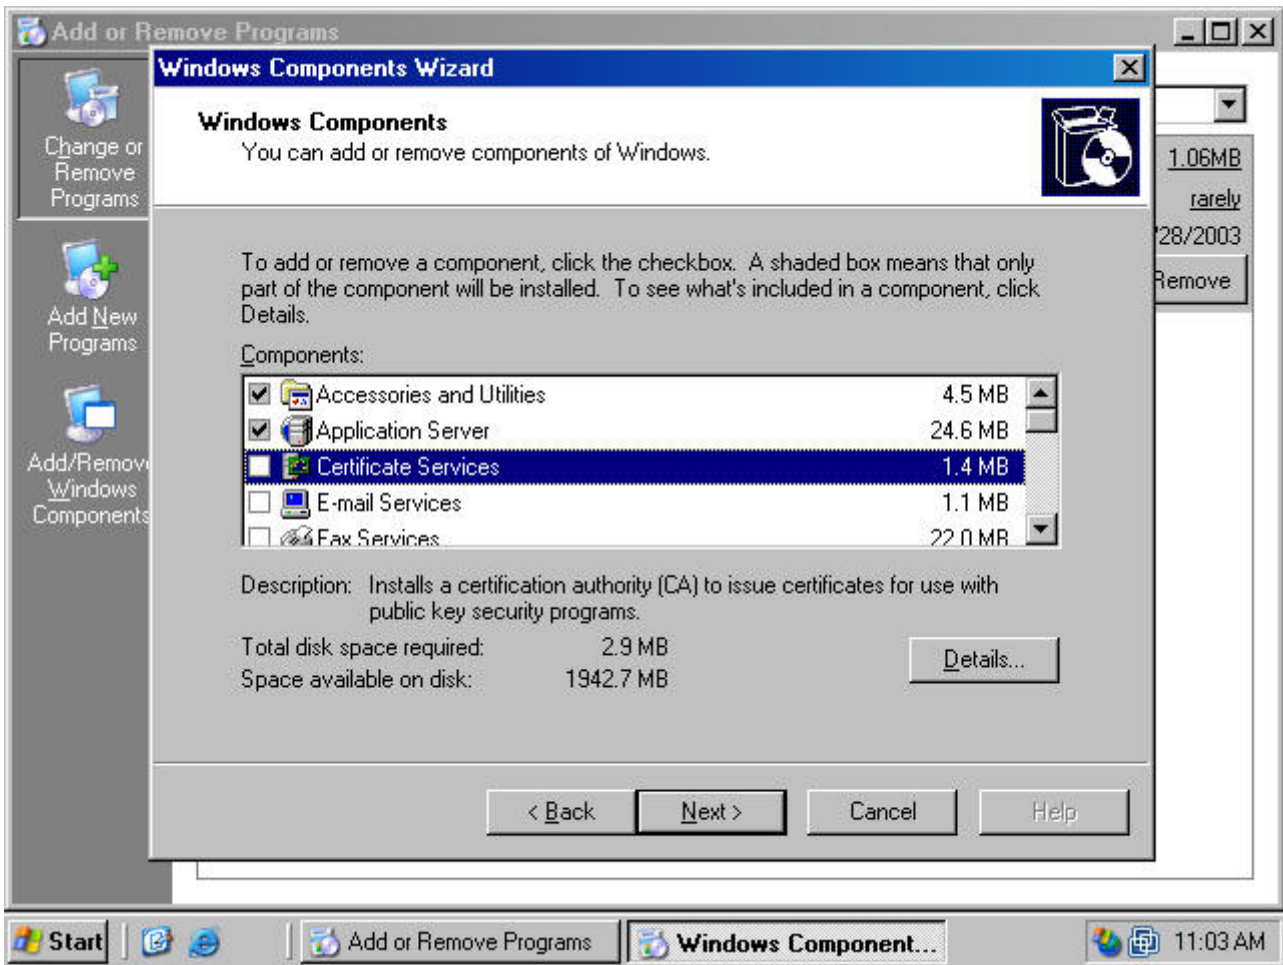 Add or Remove Programs
Windows Components Wizard
Windows Components
You can add or remove components of Windows.
Change or
Remove
Programs
1.06MB
rarely
28/2003
Remove
Add New
Programs
Add/Remove
Windows
Components
To add or remove a component, click the checkbox. A shaded box means that only
part of the component will be installed. To see what's included in a component, click
Details.
Components:
Accessories and Utilities 4.5 MB
Application Server 24.6 MB
Certificate Services 1.4 MB
E-mail Services 1.1 MB
Fax Services 22.0 MB
Description: Installs a certification authority (CA) to issue certificates for use with
public key security programs.
Total disk space required: 2.9 MB
Space available on disk: 1942.7 MB
Details...
< Back Next > Cancel Help
Start Add or Remove Programs Windows Component... 11:03 AM